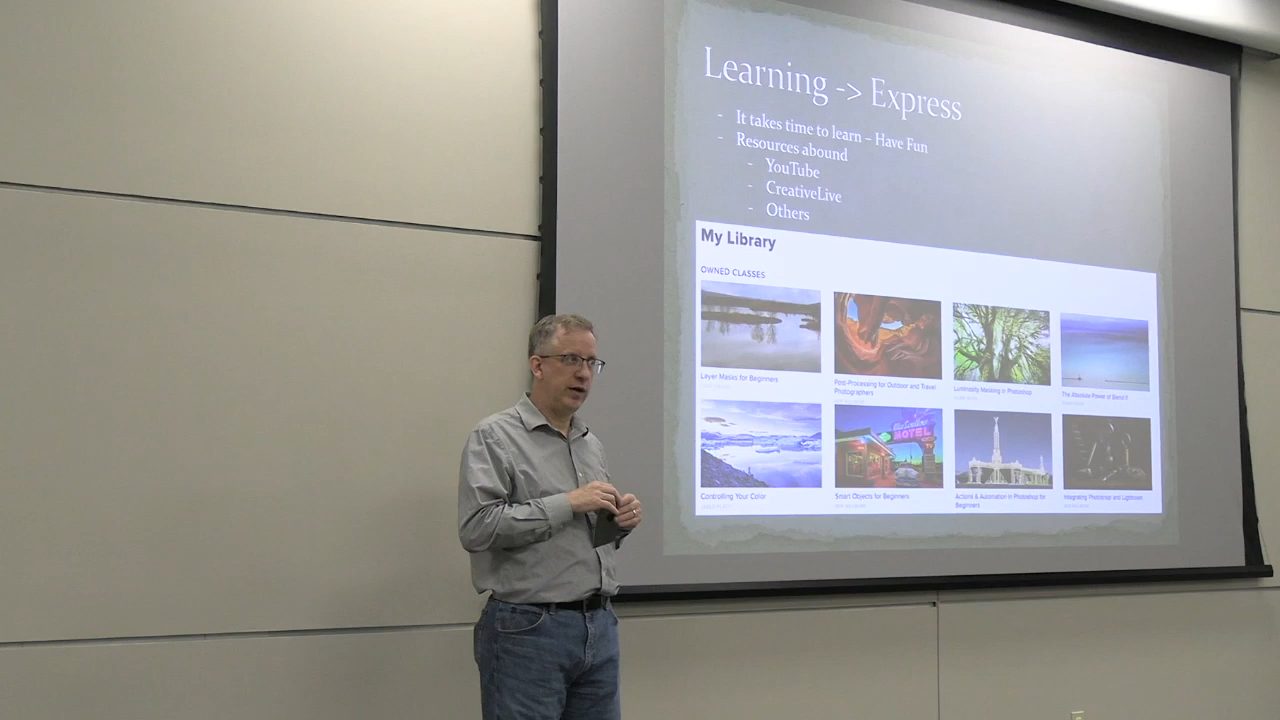 Learning -> Express
- It takes time to learn – Have Fun
- Resources abound
- YouTube
- CreativeLive
- Others
My Library
OWNED CLASSES
Layer Masks for Beginners
Post-Processing for Outdoor and Travel
Photographers
Luminosity Masking in Photoshop
The Absolute Power of Blend If
MOTEL
Controlling Your Color
Smart Objects for Beginners
Actions & Automation in Photoshop for
Beginners
Integrating Photoshop and Lightroom